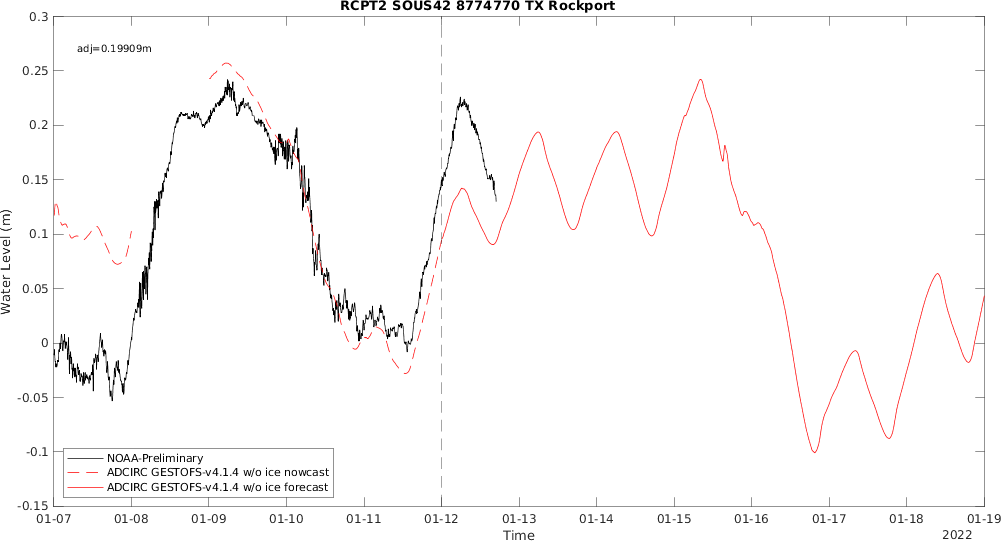 RCPT2 SOUS42 8774770 TX Rockport
0.3
adj=0.19909m
0.25
0.2
0.15
0.1
0.05
0
-0.05
-0.1
-0.15
Water Level (m)
NOAA-Preliminary
ADCIRC GESTOFS-v4.1.4 w/o ice nowcast
ADCIRC GESTOFS-v4.1.4 w/o ice forecast
01-07 01-08 01-09 01-10 01-11 01-12 01-13 01-14 01-15 01-16 01-17 01-18 01-19
Time
2022